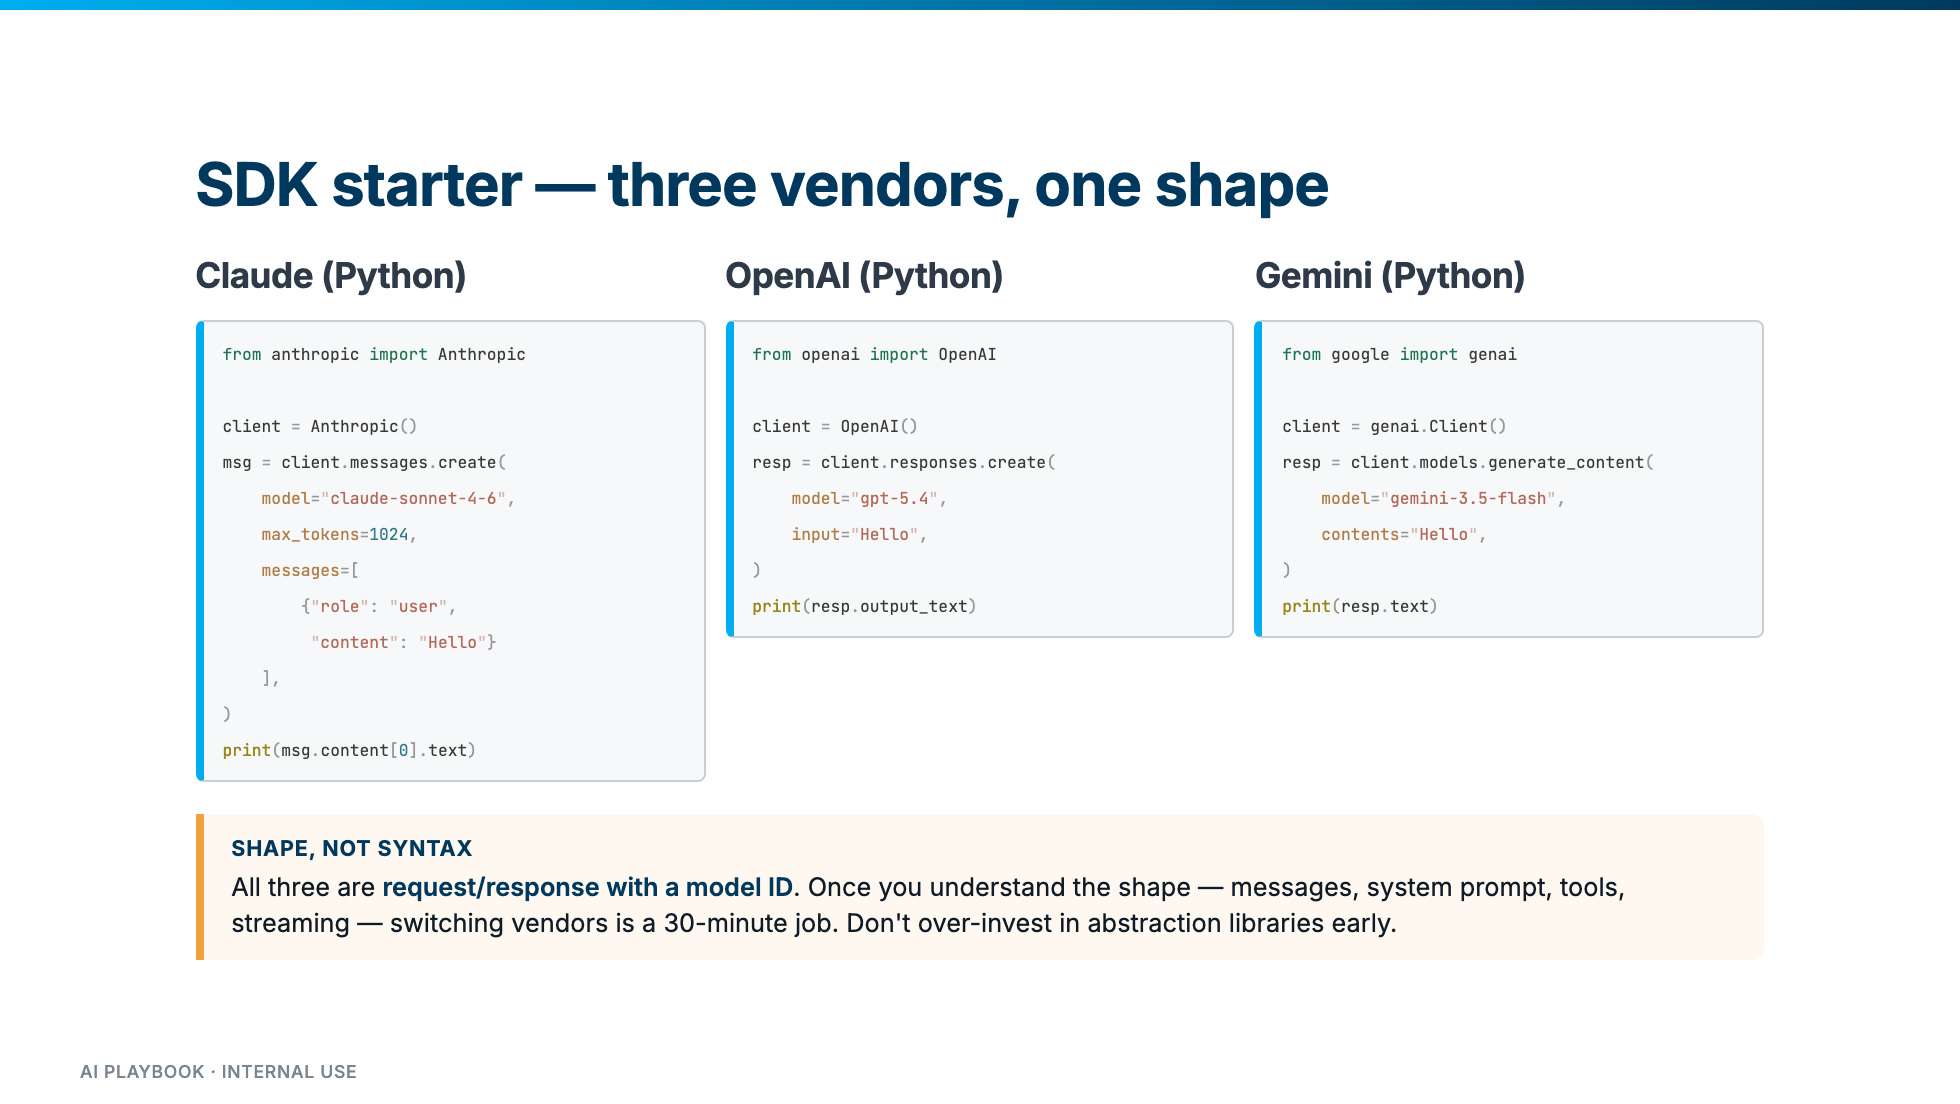 SDK starter — three vendors, one shape
Claude (Python)
from anthropic import Anthropic

client = Anthropic()
msg = client.messages.create(
    model="claude-sonnet-4-6",
    max_tokens=1024,
    messages=[
        {"role": "user",
         "content": "Hello"}
    ],
)
print(msg.content[0].text)
OpenAI (Python)
from openai import OpenAI

client = OpenAI()
resp = client.responses.create(
    model="gpt-5.4",
    input="Hello",
)
print(resp.output_text)
Gemini (Python)
from google import genai

client = genai.Client()
resp = client.models.generate_content(
    model="gemini-3.5-flash",
    contents="Hello",
)
print(resp.text)
SHAPE, NOT SYNTAX
All three are request/response with a model ID. Once you understand the shape — messages, system prompt, tools,
streaming — switching vendors is a 30-minute job. Don't over-invest in abstraction libraries early.
AI PLAYBOOK · INTERNAL USE